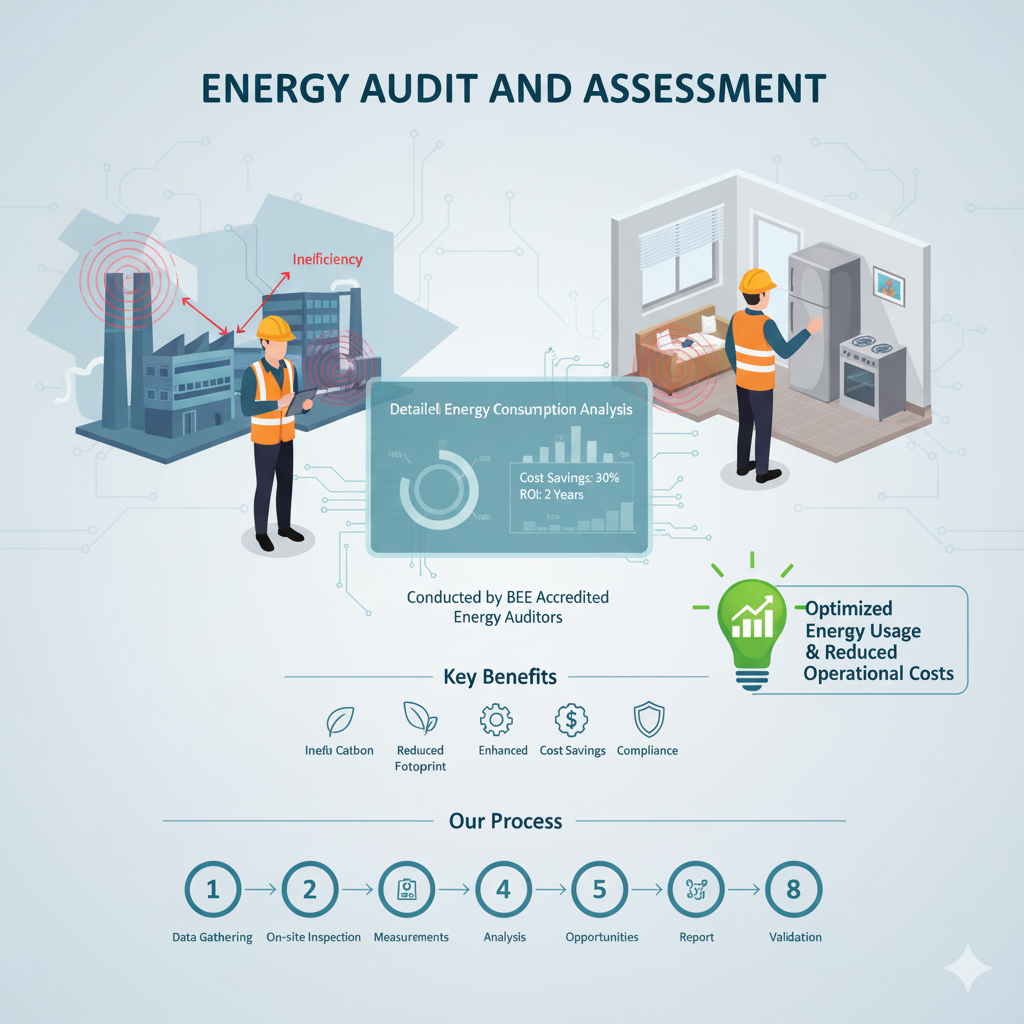 ENERGY AUDIT AND ASSESSMENT
Inefficiency
Detailel Energy Consumption Analysis
Cost Savings: 30%
ROI: 2 Years
Conducted by BEE Accredited
Energy Auditors
Optimized
Energy Usage
& Reduced
Operational Costs
Key Benefits
Inefu Catbon
Reduced
Fotoprint
Enhanced
$
Cost Savings
Compliance
Our Process
1
2
4
5
8
Data Gathering
On-site Inspection
Measurements
Analysis
Opportunities
Report
Validation